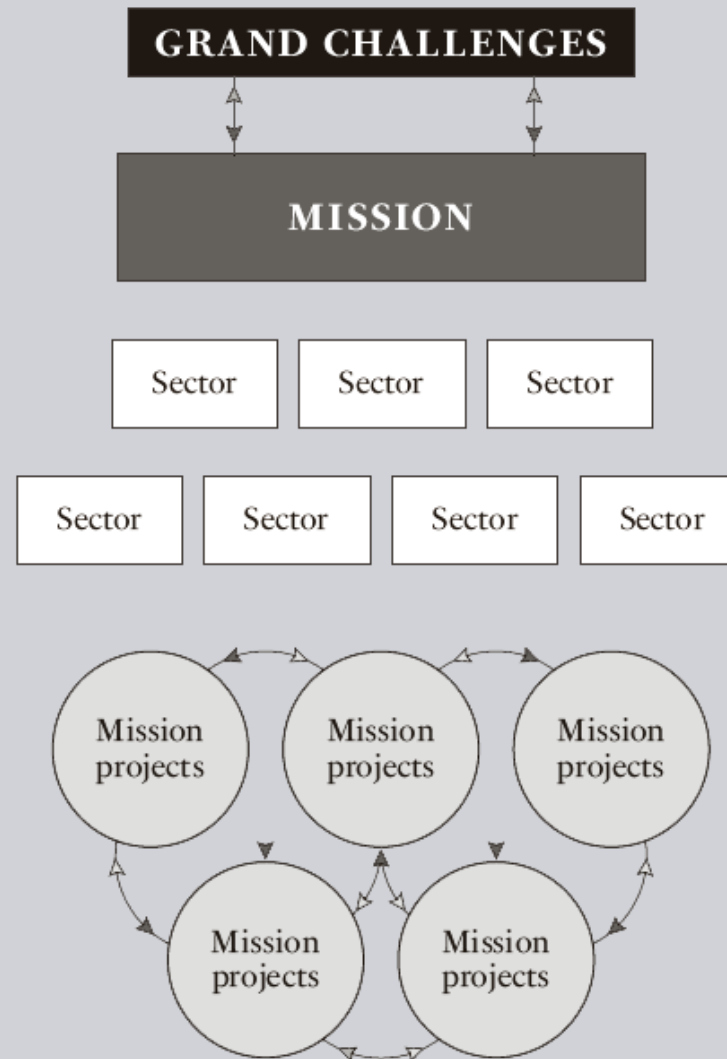 GRAND CHALLENGES
MISSION
Sector Sector Sector
Sector Sector Sector Sector
Mission
projects
Mission
projects
Mission
projects
Mission
projects
Mission
projects